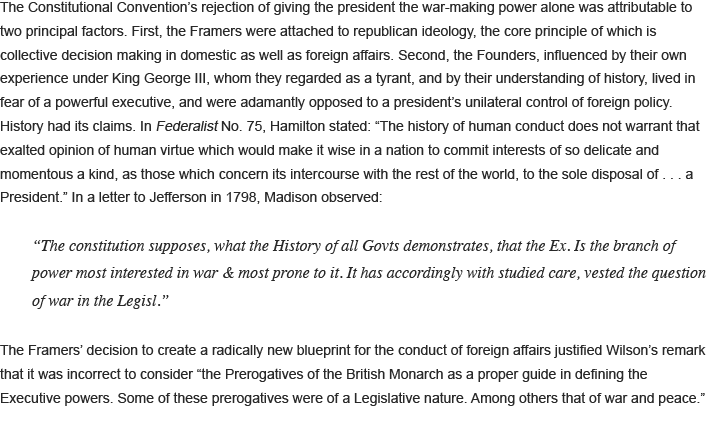 The Constitutional Convention’s rejection of giving the president the war-making power alone was attributable to
two principal factors. First, the Framers were attached to republican ideology, the core principle of which is
collective decision making in domestic as well as foreign affairs. Second, the Founders, influenced by their own
experience under King George III, whom they regarded as a tyrant, and by their understanding of history, lived in
fear of a powerful executive, and were adamantly opposed to a president’s unilateral control of foreign policy.
History had its claims. In Federalist No. 75, Hamilton stated: “The history of human conduct does not warrant that
exalted opinion of human virtue which would make it wise in a nation to commit interests of so delicate and
momentous a kind, as those which concern its intercourse with the rest of the world, to the sole disposal of . . . a
President.” In a letter to Jefferson in 1798, Madison observed:
“The constitution supposes, what the History of all Govts demonstrates, that the Ex. Is the branch of
power most interested in war & most prone to it. It has accordingly with studied care, vested the question
of war in the Legisl.”
The Framers’ decision to create a radically new blueprint for the conduct of foreign affairs justified Wilson’s remark
that it was incorrect to consider “the Prerogatives of the British Monarch as a proper guide in defining the
Executive powers. Some of these prerogatives were of a Legislative nature. Among others that of war and peace.”